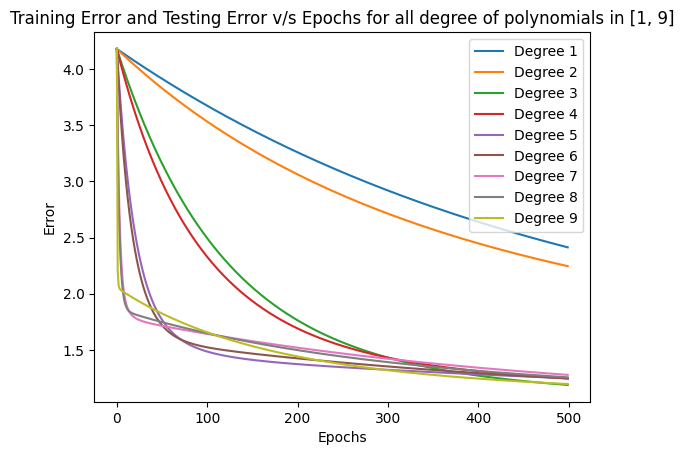 Training Error and Testing Error v/s Epochs for all degree of polynomials in [1, 9]
Degree 1
Degree 2
Degree 3
Degree 4
Degree 5
Degree 6
Degree 7
Degree 8
Degree 9
4.0
3.5
3.0
2.5
2.0
1.5
Error
0
100
200
300
400
500
Epochs